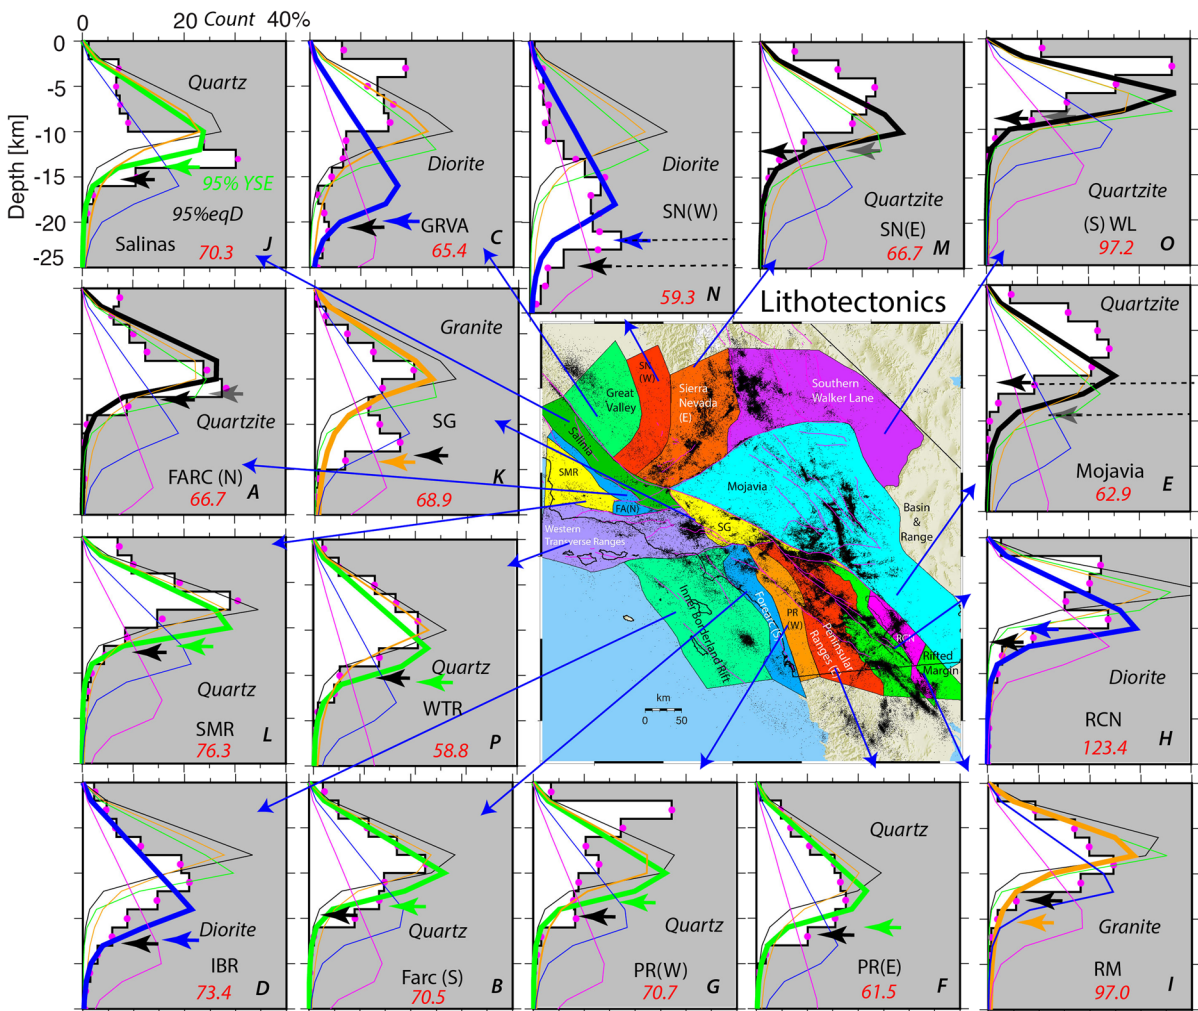 0 20 Count 40%
Depth [km]
0
-5
-10
-15
-20
-25
Quartz
95% YSE
95%eqD
Salinas
70.3
J
Diorite
GRVA
65.4
C
Diorite
SN(W)
59.3
N
Quartzite
SN(E)
66.7
M
Quartzite
(S) WL
97.2
O
Quartzite
FARC (N)
66.7
A
Granite
SG
68.9
K
Lithotectonics
Quartzite
Mojavia
62.9
E
Great
Valley
SN
(W)
Sierra
Nevada
(E)
Southern
Walker Lane
Salinia
SMR
FA(N)
Mojavia
SG
Basin
&
Range
Western
Transverse Ranges
Inner Borderland Rift
Forearc (S)
PR
(W)
Peninsular
Ranges (E)
RCN
Rifted
Margin
km
0 50
Quartz
SMR
76.3
L
Quartz
WTR
58.8
P
Diorite
RCN
123.4
H
Diorite
IBR
73.4
D
Quartz
Farc (S)
70.5
B
Quartz
PR(W)
70.7
G
Quartz
PR(E)
61.5
F
Granite
RM
97.0
I